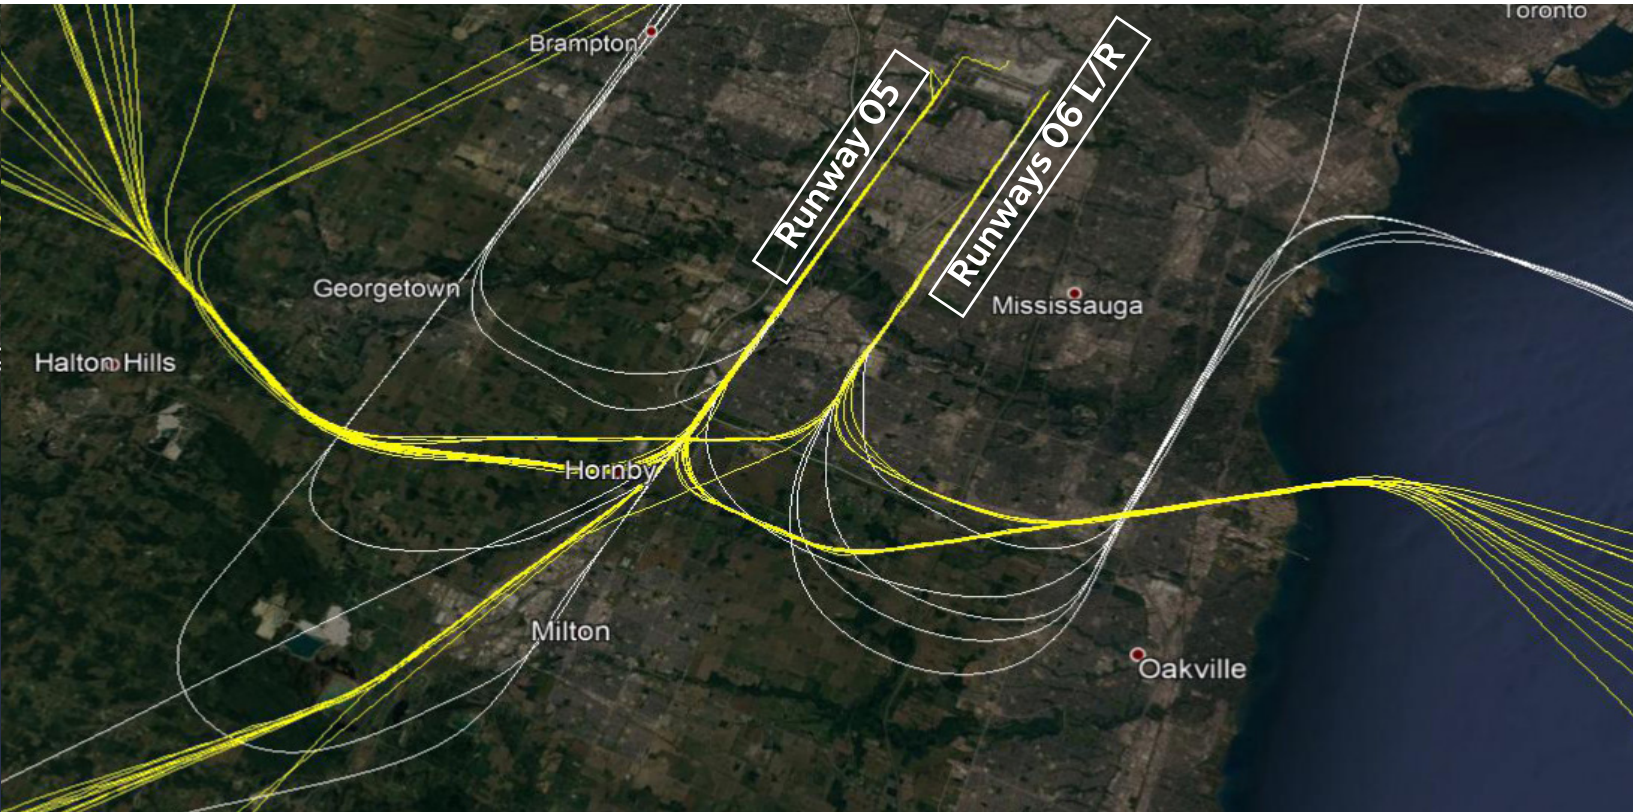 Toronto
Brampton
Runway 05
Runways 06 L/R
Georgetown
Mississauga
Halton Hills
Hornby
Milton
Oakville